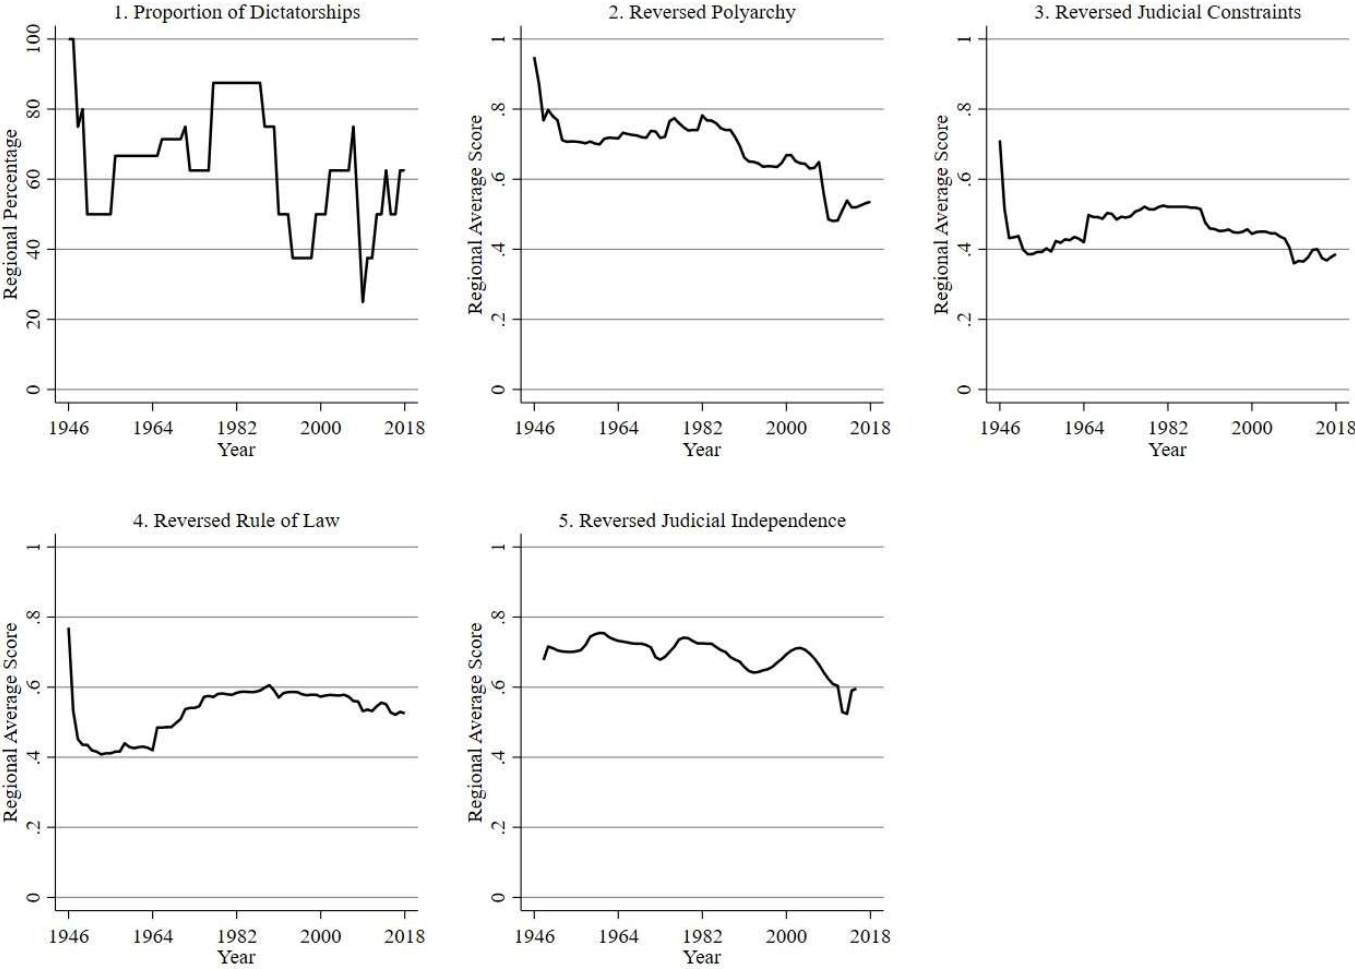 1. Proportion of Dictatorships
Regional Percentage
100
80
60
40
20
0
1946 1964 1982 2000 2018
Year
2. Reversed Polyarchy
Regional Average Score
1
.8
.6
.4
.2
0
1946 1964 1982 2000 2018
Year
3. Reversed Judicial Constraints
Regional Average Score
1
.8
.6
.4
.2
0
1946 1964 1982 2000 2018
Year
4. Reversed Rule of Law
Regional Average Score
1
.8
.6
.4
.2
0
1946 1964 1982 2000 2018
Year
5. Reversed Judicial Independence
Regional Average Score
1
.8
.6
.4
.2
0
1946 1964 1982 2000 2018
Year